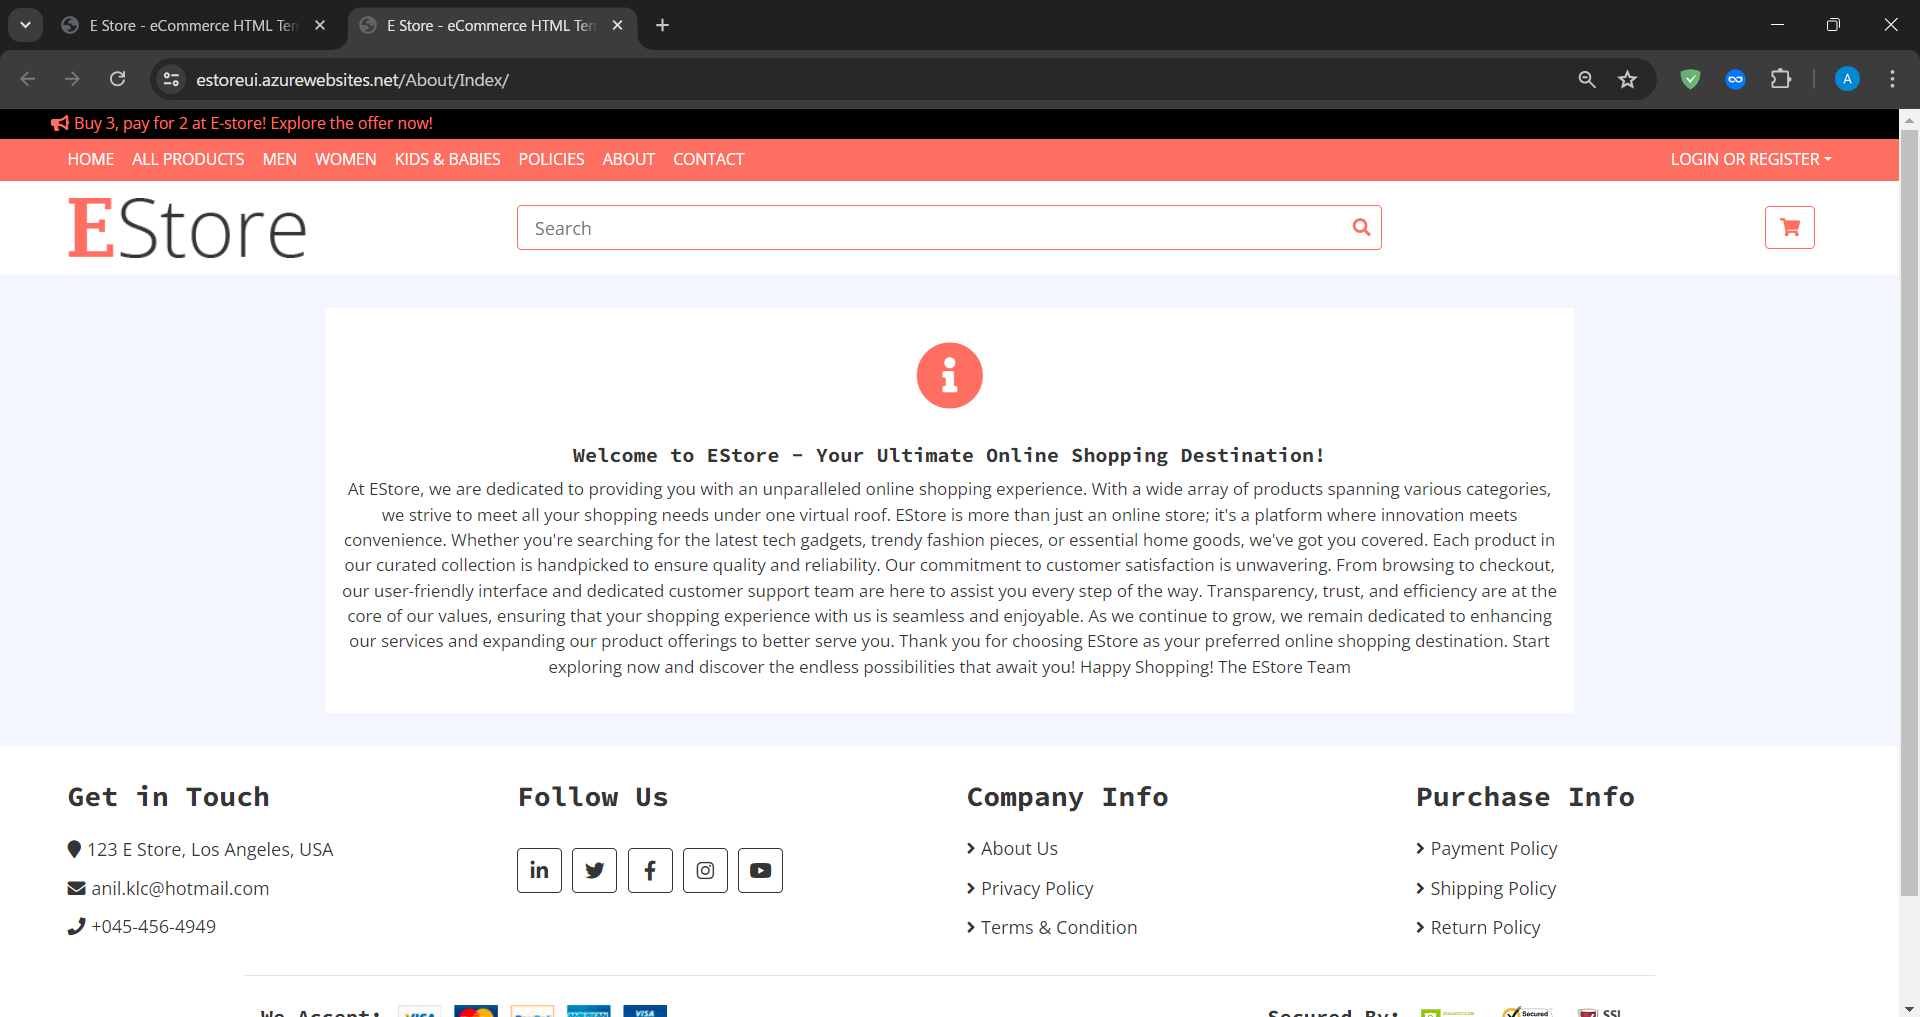 E Store - eCommerce HTML Tem
E Store - eCommerce HTML Tem
estoreui.azurewebsites.net/About/Index/
A
Buy 3, pay for 2 at E-store! Explore the offer now!
HOME ALL PRODUCTS MEN WOMEN KIDS & BABIES POLICIES ABOUT CONTACT LOGIN OR REGISTER
EStore
Search
Welcome to EStore - Your Ultimate Online Shopping Destination!
At EStore, we are dedicated to providing you with an unparalleled online shopping experience. With a wide array of products spanning various categories,
we strive to meet all your shopping needs under one virtual roof. EStore is more than just an online store; it's a platform where innovation meets
convenience. Whether you're searching for the latest tech gadgets, trendy fashion pieces, or essential home goods, we've got you covered. Each product in
our curated collection is handpicked to ensure quality and reliability. Our commitment to customer satisfaction is unwavering. From browsing to checkout,
our user-friendly interface and dedicated customer support team are here to assist you every step of the way. Transparency, trust, and efficiency are at the
core of our values, ensuring that your shopping experience with us is seamless and enjoyable. As we continue to grow, we remain dedicated to enhancing
our services and expanding our product offerings to better serve you. Thank you for choosing EStore as your preferred online shopping destination. Start
exploring now and discover the endless possibilities that await you! Happy Shopping! The EStore Team
Get in Touch
123 E Store, Los Angeles, USA
anil.klc@hotmail.com
+045-456-4949
Follow Us
Company Info
About Us
Privacy Policy
Terms & Condition
Purchase Info
Payment Policy
Shipping Policy
Return Policy
We Accept:
VISA
VISA
Secured By:
Secured
SSL